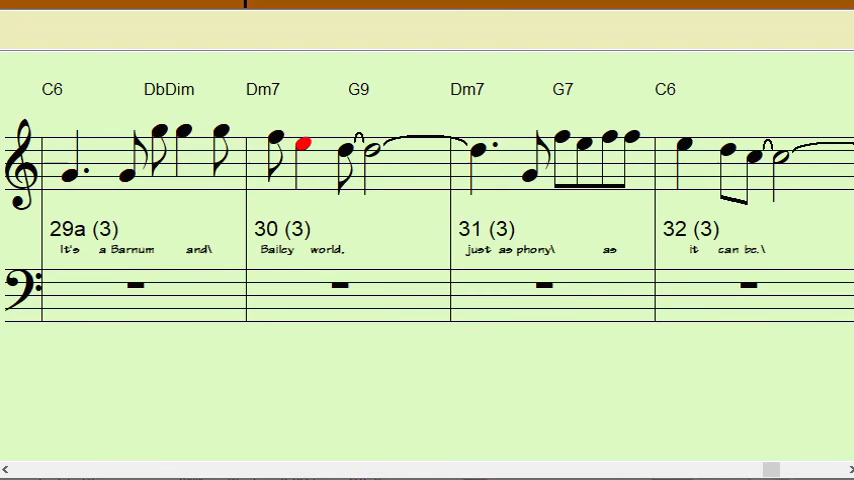 C6 DbDim Dm7 G9 Dm7 G7 C6
29a (3) 30 (3) 31 (3) 32 (3)
It's a Barnum and\ Bailey world, just as phony\ as it can be.\